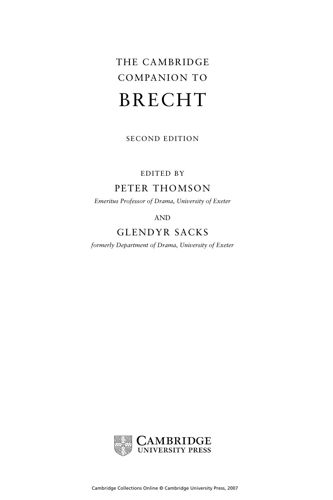 THE CAMBRIDGE
COMPANION TO
BRECHT
SECOND EDITION
EDITED BY
PETER THOMSON
Emeritus Professor of Drama, University of Exeter
AND
GLENDYR SACKS
formerly Department of Drama, University of Exeter
CAMBRIDGE
UNIVERSITY PRESS
Cambridge Collections Online © Cambridge University Press, 2007